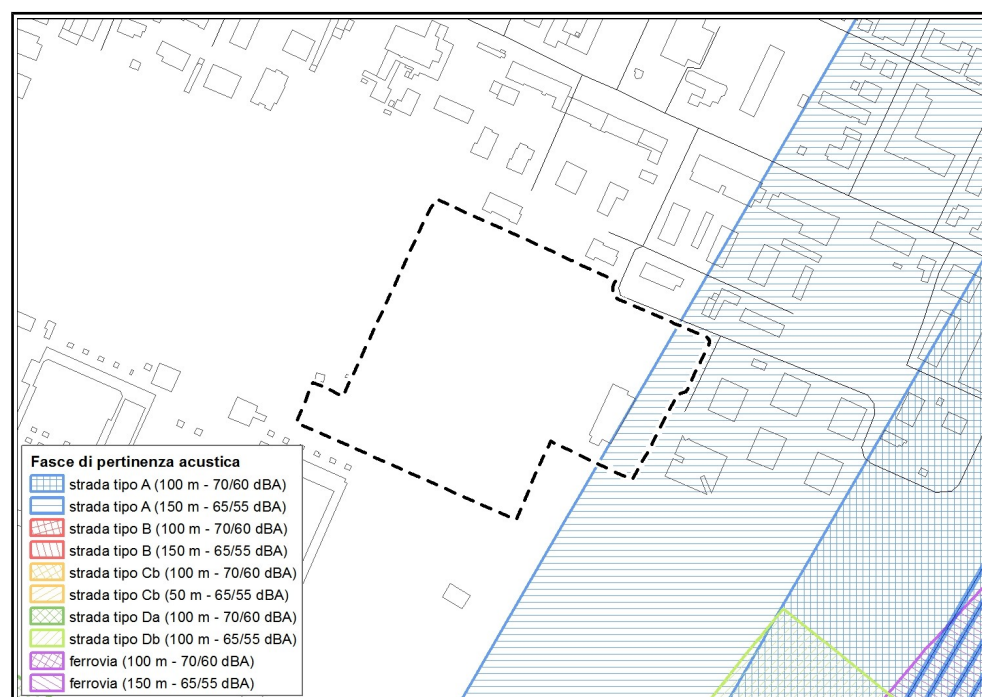 Fasce di pertinenza acustica
strada tipo A (100 m - 70/60 dBA)
strada tipo A (150 m - 65/55 dBA)
strada tipo B (100 m - 70/60 dBA)
strada tipo B (150 m - 65/55 dBA)
strada tipo Cb (100 m - 70/60 dBA)
strada tipo Cb (50 m - 65/55 dBA)
strada tipo Da (100 m - 70/60 dBA)
strada tipo Db (100 m - 65/55 dBA)
ferrovia (100 m - 70/60 dBA)
ferrovia (150 m - 65/55 dBA)